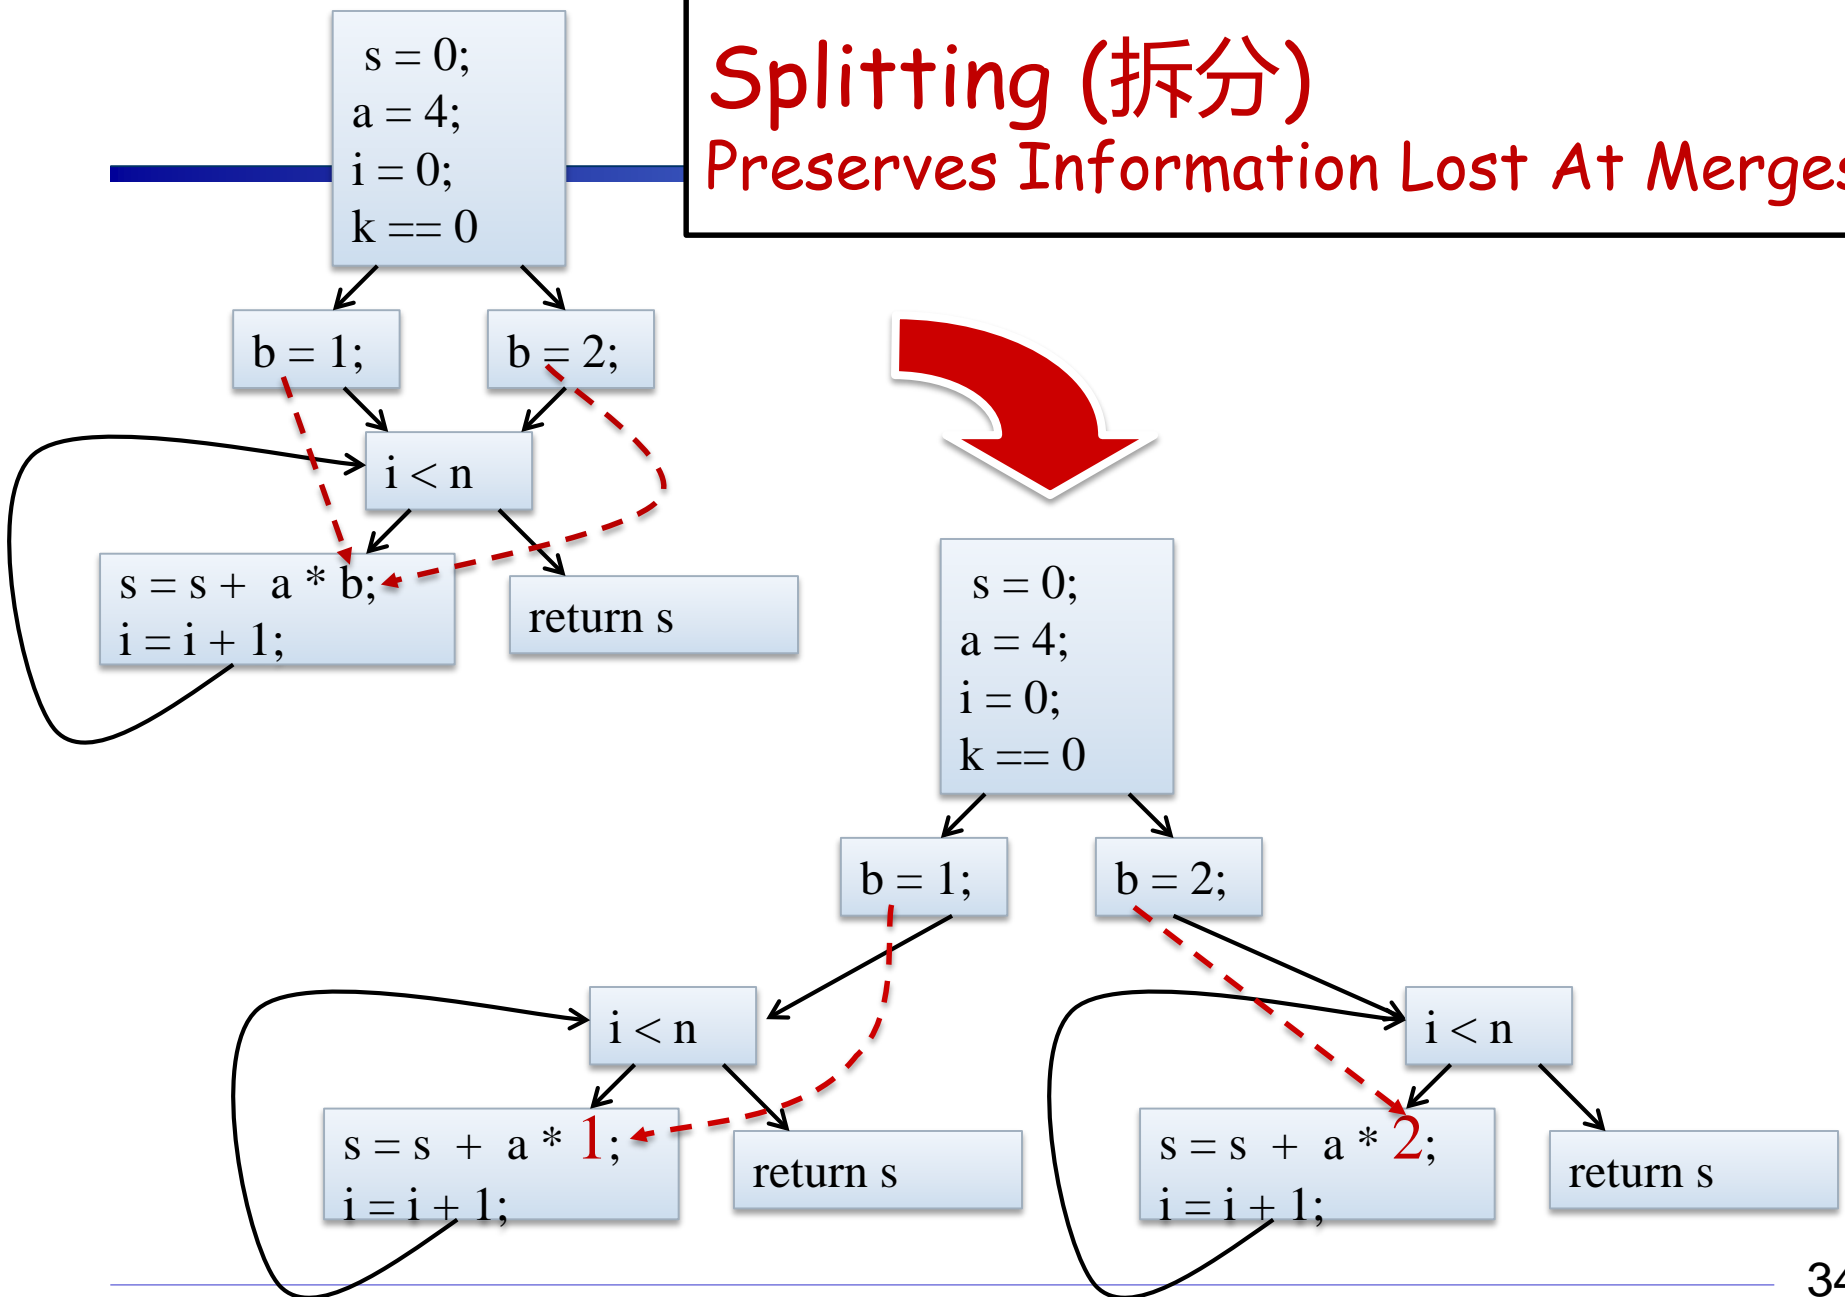 Splitting (拆分)
Preserves Information Lost At Merges
s = 0;
a = 4;
i = 0;
k == 0
b = 1;
b = 2;
i < n
s = s + a * b;
i = i + 1;
return s
s = 0;
a = 4;
i = 0;
k == 0
b = 1;
b = 2;
i < n
s = s + a * 1;
i = i + 1;
return s
i < n
s = s + a * 2;
i = i + 1;
return s
34